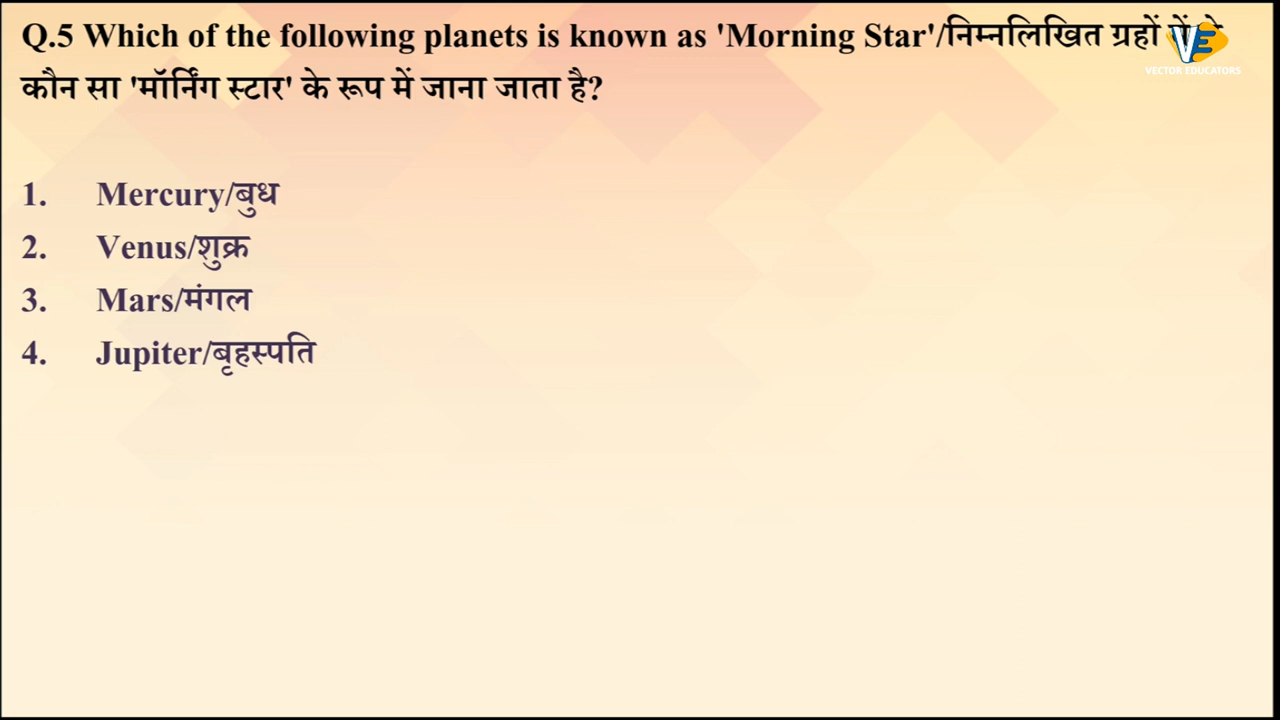 Q.5 Which of the following planets is known as 'Morning Star'/निम्नलिखित ग्रहों में से
VE
VECTOR EDUCATORS
कौन सा 'मॉर्निंग स्टार' के रूप में जाना जाता है?
1. Mercury/बुध
2. Venus/शुक्र
3. Mars/मंगल
4. Jupiter/बृहस्पति